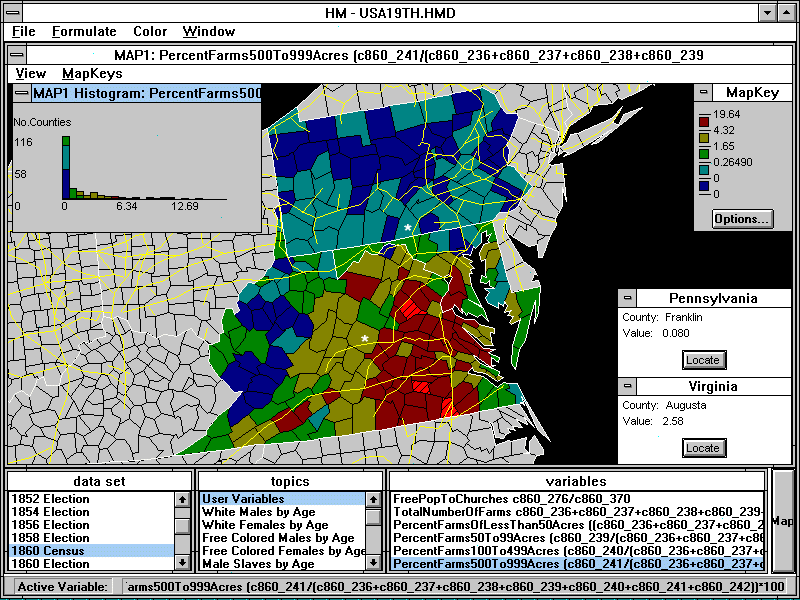 HM - USA19TH.HMD
File Formulate Color Window
MAP1: PercentFarms500To999Acres (c860_241/(c860_236+c860_237+c860_238+c860_239
View MapKeys
MAP1 Histogram: PercentFarms500
No.Counties
116
58
0
0 6.34 12.69
MapKey
19.64
4.32
1.65
0.26490
0
0
Options...
Pennsylvania
County: Franklin
Value: 0.080
Locate
Virginia
County: Augusta
Value: 2.58
Locate
data set
1852 Election
1854 Election
1856 Election
1858 Election
1860 Census
1860 Election
topics
User Variables
White Males by Age
White Females by Age
Free Colored Males by Age
Free Colored Females by Age
Male Slaves by Age
variables
FreePopToChurches c860_276/c860_370
TotalNumberOfFarms c860_236+c860_237+c860_238+c860_239+
PercentFarmsOfLessThan50Acres ((c860_236+c860_237+c860_2
PercentFarms50To99Acres (c860_239/(c860_236+c860_237+c86
PercentFarms100To499Acres (c860_240/(c860_236+c860_237+c
PercentFarms500To999Acres (c860_241/(c860_236+c860_237+c
Map
Active Variable: arms500To999Acres (c860_241/(c860_236+c860_237+c860_238+c860_239+c860_240+c860_241+c860_242))*100